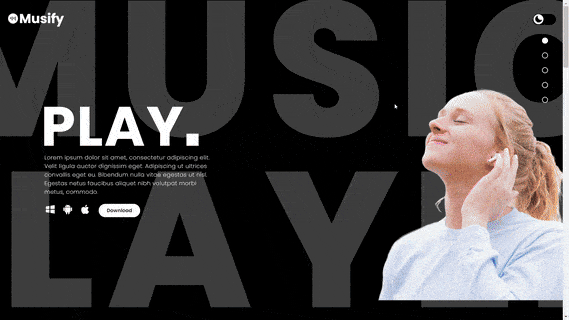 Musify
MUSIC
PLAYER
PLAY.
Lorem ipsum dolor sit amet, consectetur adipiscing elit.
Velit ligula auctor dignissim eget. Adipiscing ut ultrices
convallis eget eu. Bibendum nulla vitae egestas ut nisl.
Egestas netus faucibus aliquet nibh volutpat morbi
metus, commodo
Download